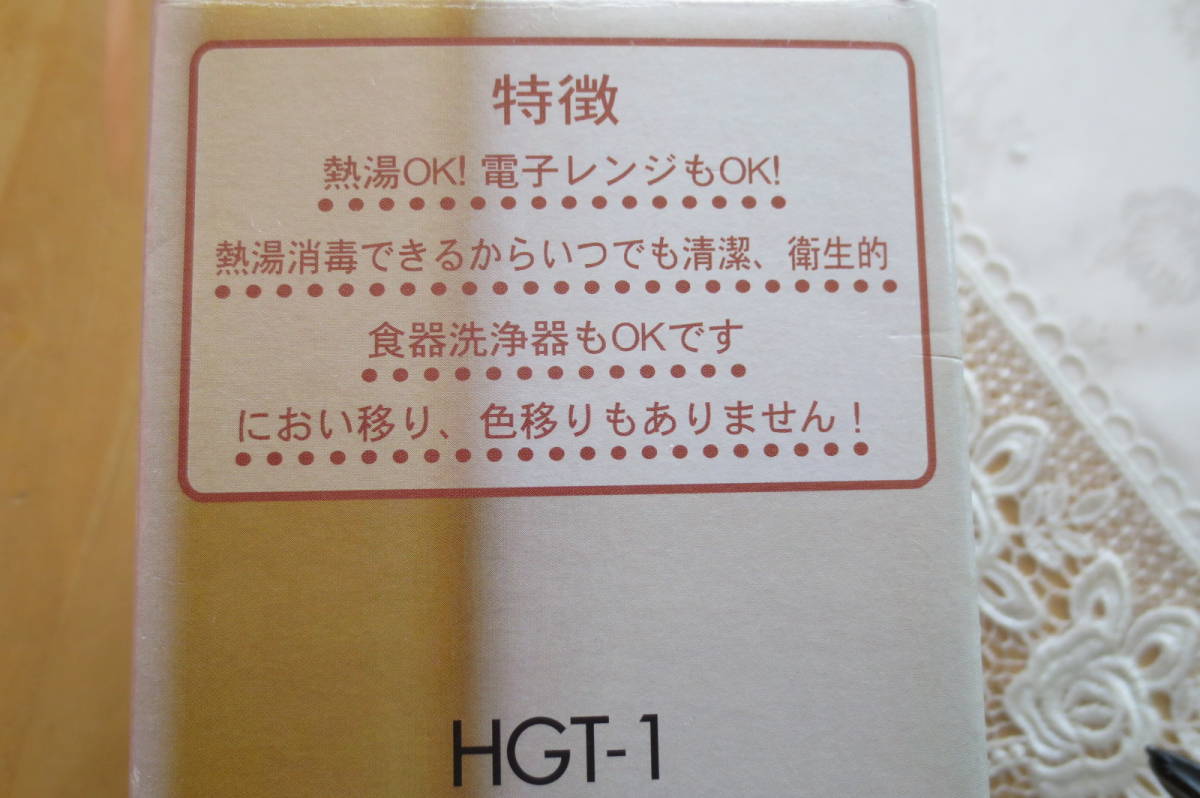 特徴
熱湯OK! 電子レンジもOK!
熱湯消毒できるからいつでも清潔、衛生的
食器洗浄器もOKです
におい移り、色移りもありません！
HGT-1